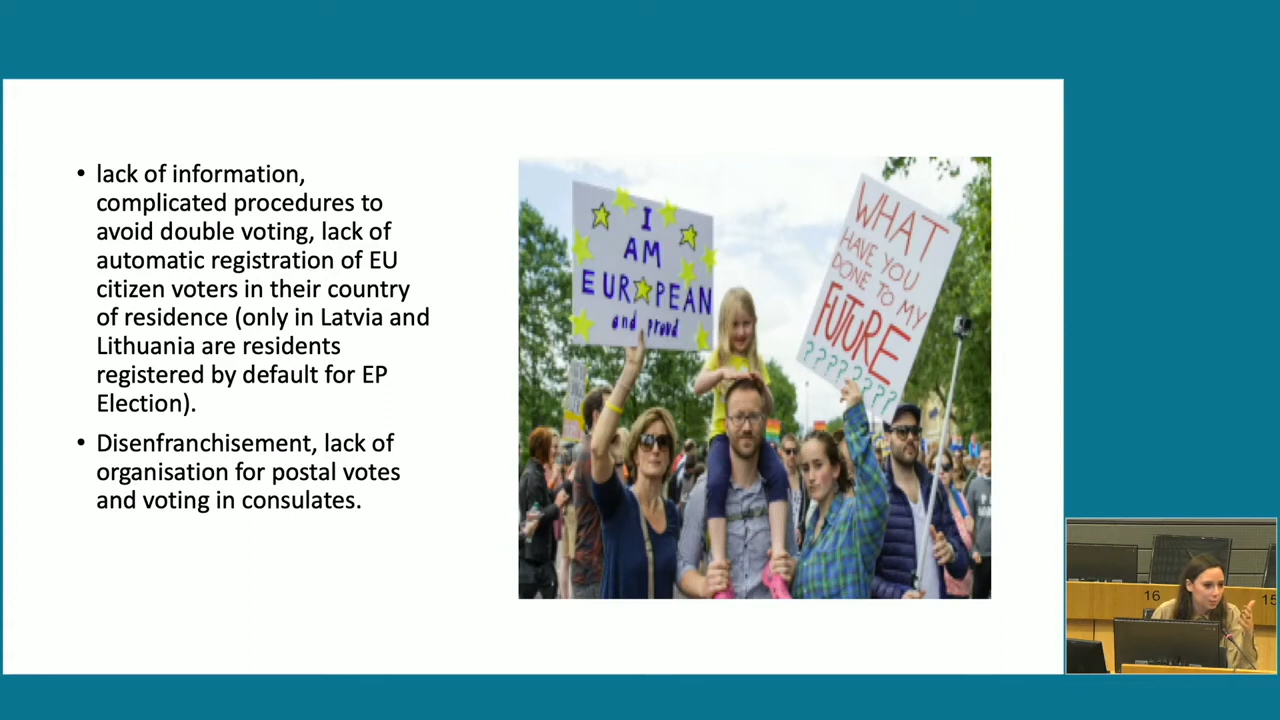 • lack of information,
complicated procedures to
avoid double voting, lack of
automatic registration of EU
citizen voters in their country
of residence (only in Latvia and
Lithuania are residents
registered by default for EP
Election).
• Disenfranchisement, lack of
organisation for postal votes
and voting in consulates.
I
AM
EUR★PEAN
and proud
WHAT
HAVE YOU
DONE TO MY
FUTURE
???????
16
15